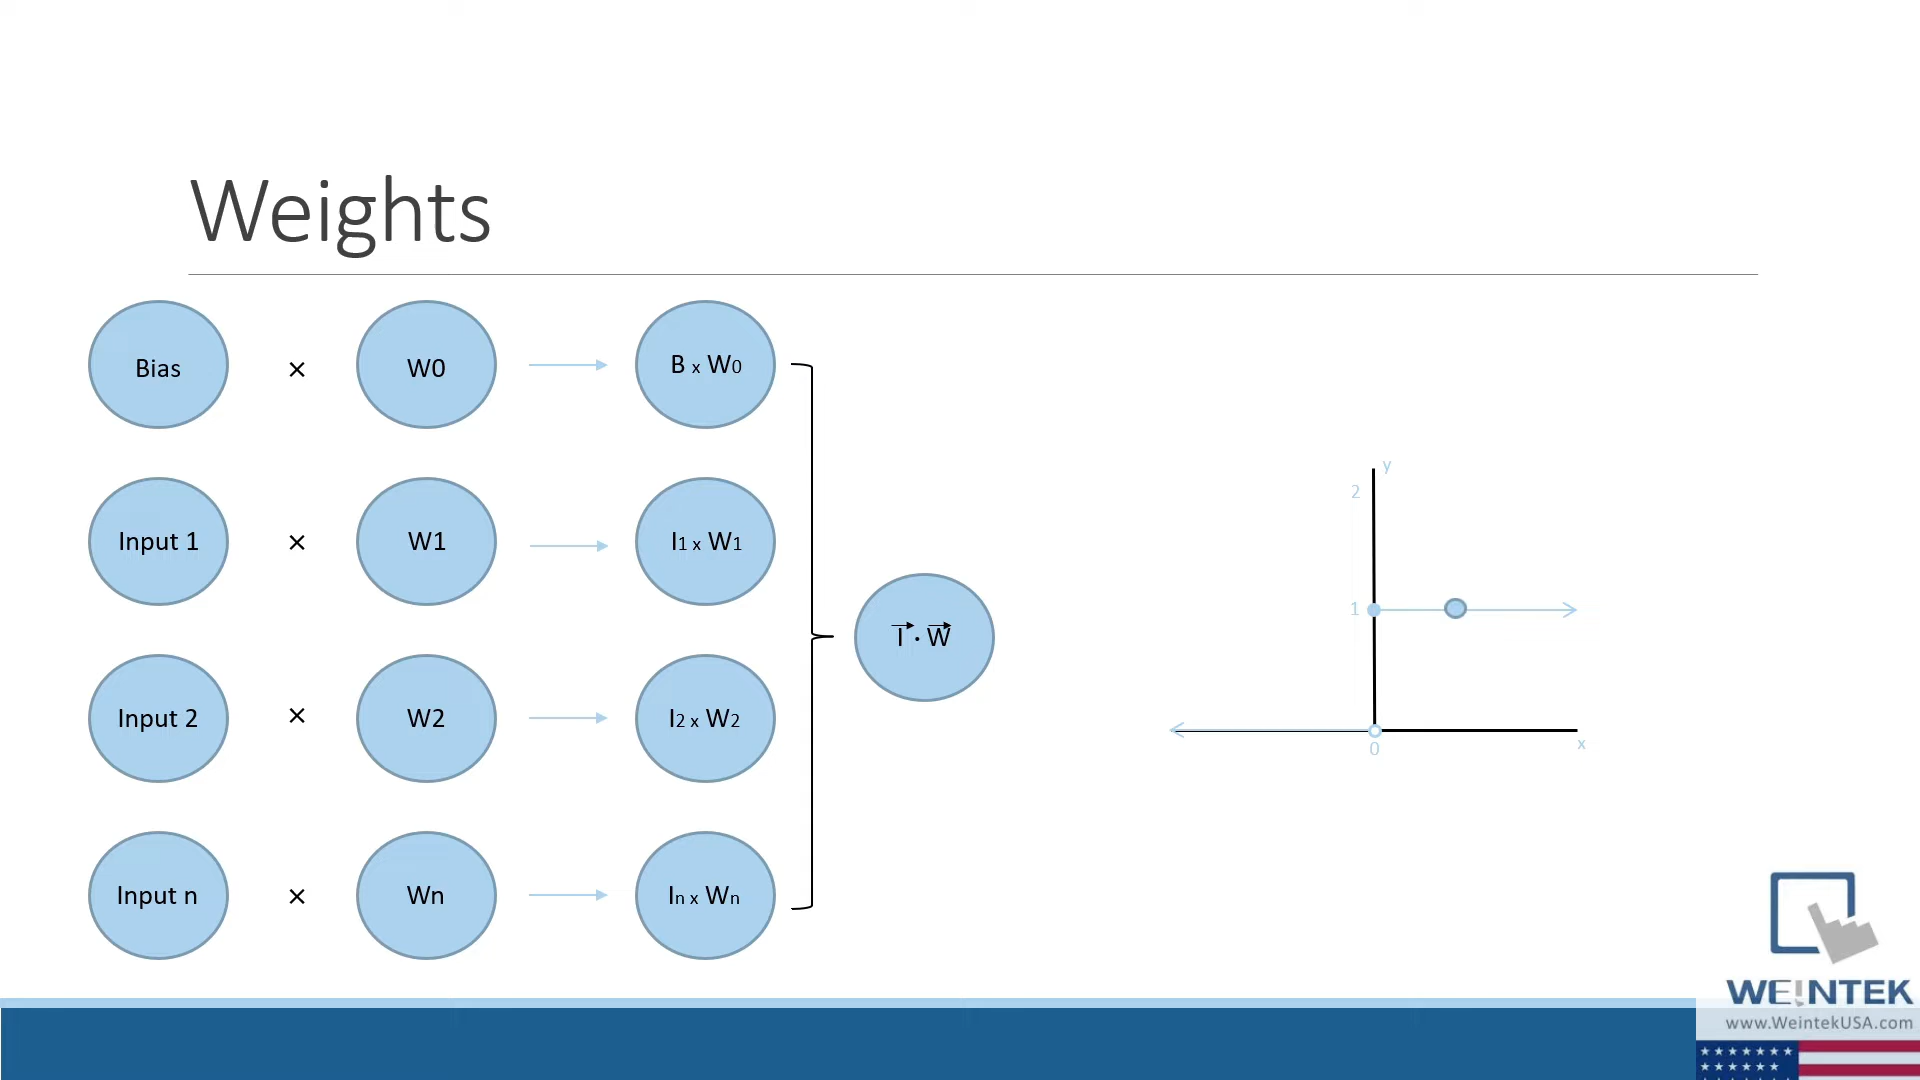 Weights
Bias × W0 B x W0
Input 1 × W1 I1 x W1
Input 2 × W2 I2 x W2
Input n × Wn In x Wn
I · W
y
2
1
0
x
WEINTEK
www.WeintekUSA.com